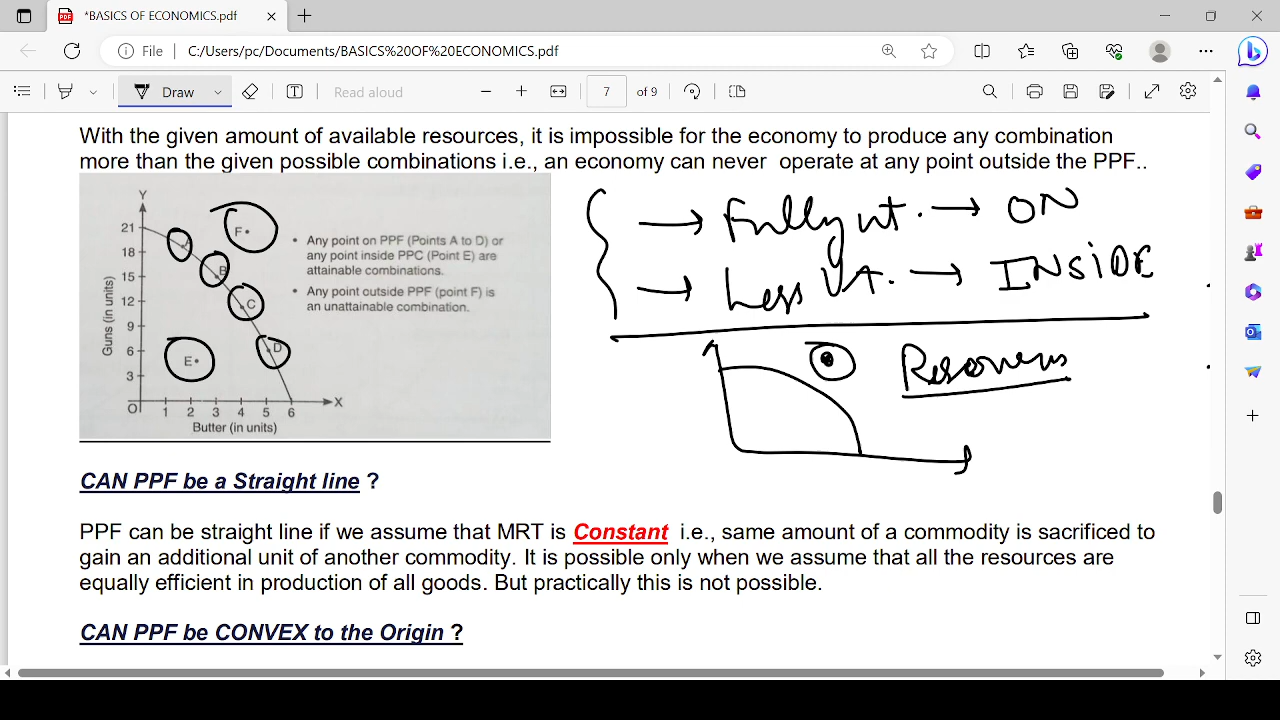 *BASICS OF ECONOMICS.pdf
File C:/Users/pc/Documents/BASICS%20OF%20ECONOMICS.pdf
Draw Read aloud 7 of 9
With the given amount of available resources, it is impossible for the economy to produce any combination
more than the given possible combinations i.e., an economy can never operate at any point outside the PPF..
Y
21
18
15
12
9
6
3
O 1 2 3 4 5 6 X
Guns (in units)
Butter (in units)
A
B
C
D
E
F
• Any point on PPF (Points A to D) or
any point inside PPC (Point E) are
attainable combinations.
• Any point outside PPF (point F) is
an unattainable combination.
→ Fully ut. → ON
→ Less Ut. → INSIDE
Resources
CAN PPF be a Straight line ?
PPF can be straight line if we assume that MRT is Constant i.e., same amount of a commodity is sacrificed to
gain an additional unit of another commodity. It is possible only when we assume that all the resources are
equally efficient in production of all goods. But practically this is not possible.
CAN PPF be CONVEX to the Origin ?